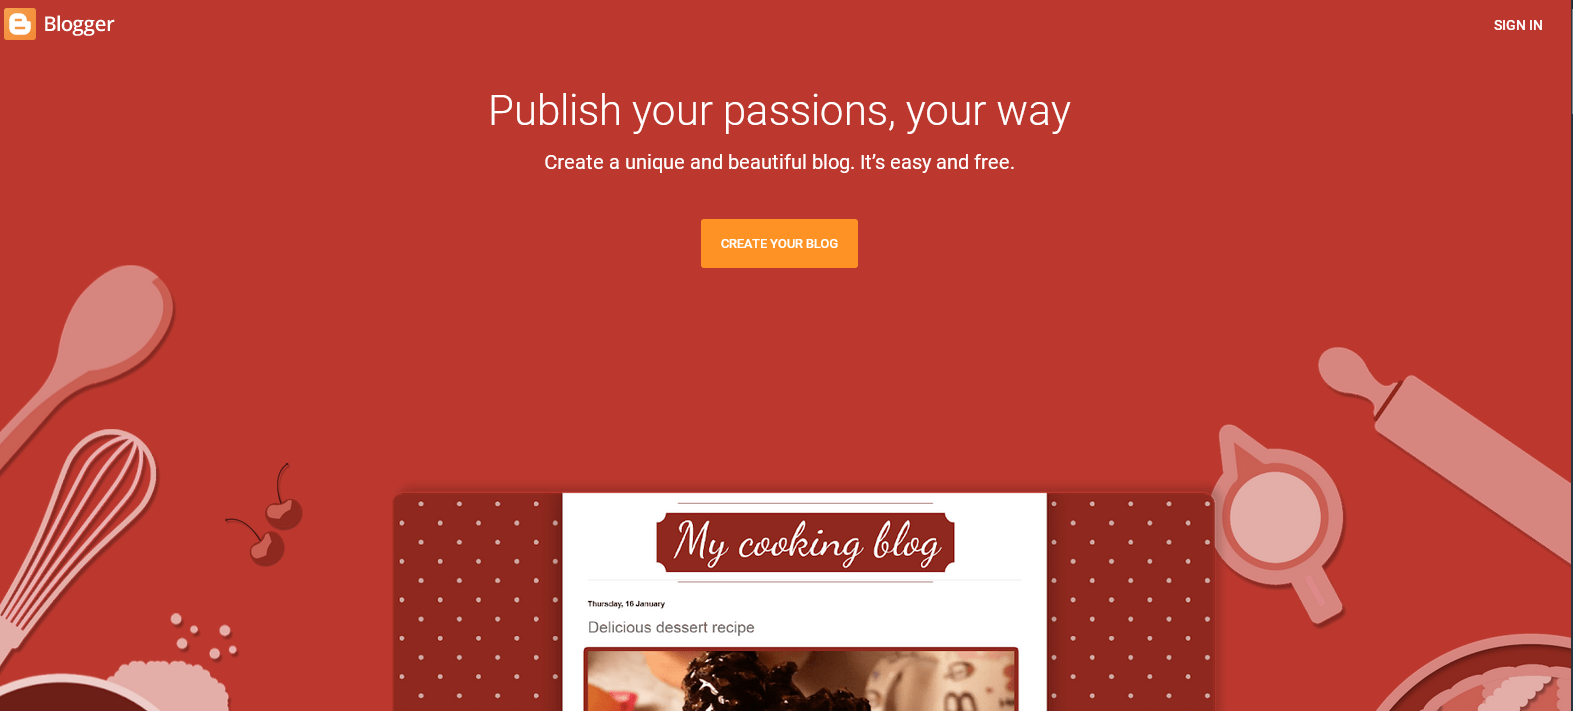 Blogger
SIGN IN
Publish your passions, your way
Create a unique and beautiful blog. It’s easy and free.
CREATE YOUR BLOG
My cooking blog
Thursday, 16 January
Delicious dessert recipe